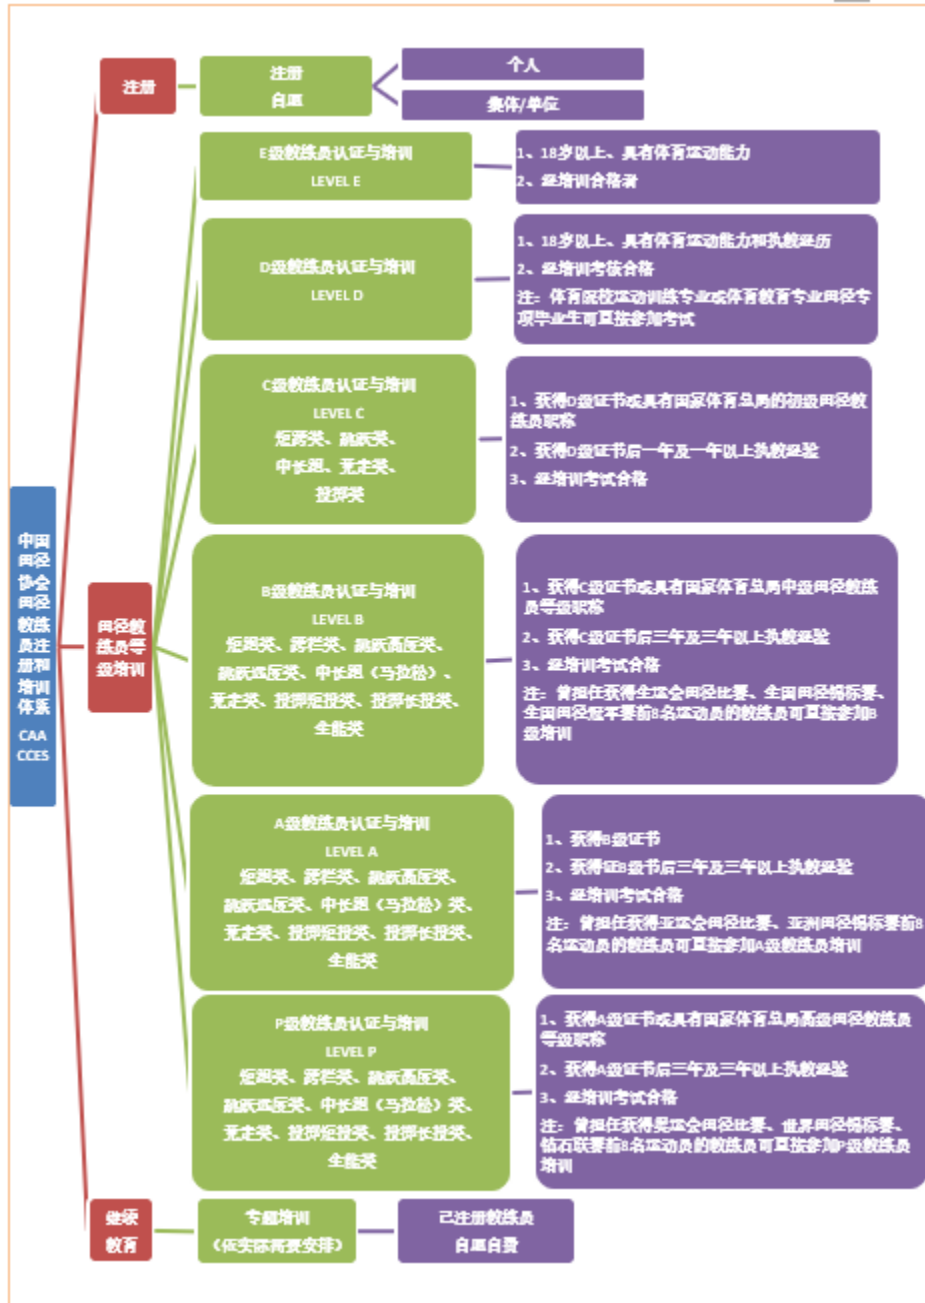 注册
注册
自愿
个人
集体/单位
E级教练员认证与培训
LEVEL E
1、18岁以上、具有体育运动能力
2、经培训合格者
D级教练员认证与培训
LEVEL D
1、18岁以上、具有体育运动能力和执教经历
2、经培训考核合格
注：体育院校运动训练专业或体育教育专业田径专
项毕业生可直接参加考试
C级教练员认证与培训
LEVEL C
短跨类、跳跃类、
中长跑、竞走类、
投掷类
1、获得D级证书或具有国家体育总局的初级田径教
练员职称
2、获得D级证书后一年及一年以上执教经验
3、经培训考试合格
中国
田径
协会
田径
教练
员注
册和
培训
体系
CAA
CCES
田径教
练员等
级培训
B级教练员认证与培训
LEVEL B
短跑类、跨栏类、跳跃高度类、
跳跃远度类、中长跑（马拉松）、
竞走类、投掷短投类、投掷长投类、
全能类
1、获得C级证书或具有国家体育总局中级田径教练
员等级职称
2、获得C级证书后三年及三年以上执教经验
3、经培训考试合格
注：曾担任获得全运会田径比赛、全国田径锦标赛、
全国田径冠军赛前8名运动员的教练员可直接参加B
级培训
A级教练员认证与培训
LEVEL A
短跑类、跨栏类、跳跃高度类、
跳跃远度类、中长跑（马拉松）类、
竞走类、投掷短投类、投掷长投类、
全能类
1、获得B级证书
2、获得证B级书后三年及三年以上执教经验
3、经培训考试合格
注：曾担任获得亚运会田径比赛、亚洲田径锦标赛前8
名运动员的教练员可直接参加A级教练员培训
P级教练员认证与培训
LEVEL P
短跑类、跨栏类、跳跃高度类、
跳跃远度类、中长跑（马拉松）类、
竞走类、投掷短投类、投掷长投类、
全能类
1、获得A级证书或具有国家体育总局高级田径教练员
等级职称
2、获得A级证书后三年及三年以上执教经验
3、经培训考试合格
注：曾担任获得奥运会田径比赛、世界田径锦标赛、
钻石联赛前8名运动员的教练员可直接参加P级教练员
培训
继续
教育
专题培训
（依实际需要安排）
已注册教练员
自愿自费